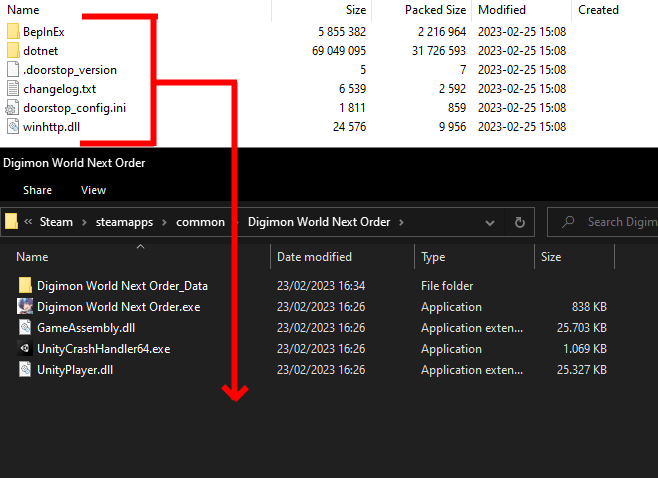 Name Size Packed Size Modified Created
BepInEx 5 855 382 2 216 964 2023-02-25 15:08
dotnet 69 049 095 31 726 593 2023-02-25 15:08
.doorstop_version 5 7 2023-02-25 15:08
changelog.txt 6 539 2 592 2023-02-25 15:08
doorstop_config.ini 1 811 859 2023-02-25 15:08
winhttp.dll 24 576 9 956 2023-02-25 15:08
Digimon World Next Order
Share View
« Steam › steamapps › common › Digimon World Next Order › Search Digim
Name Date modified Type Size
Digimon World Next Order_Data 23/02/2023 16:34 File folder
Digimon World Next Order.exe 23/02/2023 16:26 Application 838 KB
GameAssembly.dll 23/02/2023 16:26 Application exten... 25.703 KB
UnityCrashHandler64.exe 23/02/2023 16:26 Application 1.069 KB
UnityPlayer.dll 23/02/2023 16:26 Application exten... 25.327 KB